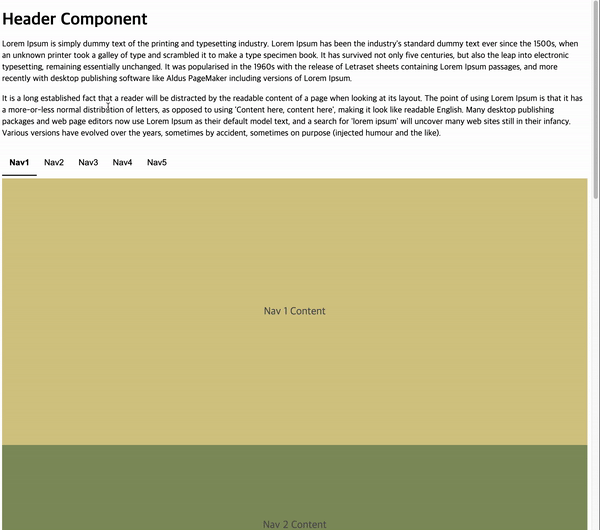 Header Component
Lorem Ipsum is simply dummy text of the printing and typesetting industry. Lorem Ipsum has been the industry's standard dummy text ever since the 1500s, when
an unknown printer took a galley of type and scrambled it to make a type specimen book. It has survived not only five centuries, but also the leap into electronic
typesetting, remaining essentially unchanged. It was popularised in the 1960s with the release of Letraset sheets containing Lorem Ipsum passages, and more
recently with desktop publishing software like Aldus PageMaker including versions of Lorem Ipsum.
It is a long established fact that a reader will be distracted by the readable content of a page when looking at its layout. The point of using Lorem Ipsum is that it has
a more-or-less normal distribution of letters, as opposed to using 'Content here, content here', making it look like readable English. Many desktop publishing
packages and web page editors now use Lorem Ipsum as their default model text, and a search for 'lorem ipsum' will uncover many web sites still in their infancy.
Various versions have evolved over the years, sometimes by accident, sometimes on purpose (injected humour and the like).
Nav1 Nav2 Nav3 Nav4 Nav5
Nav 1 Content
Nav 2 Content